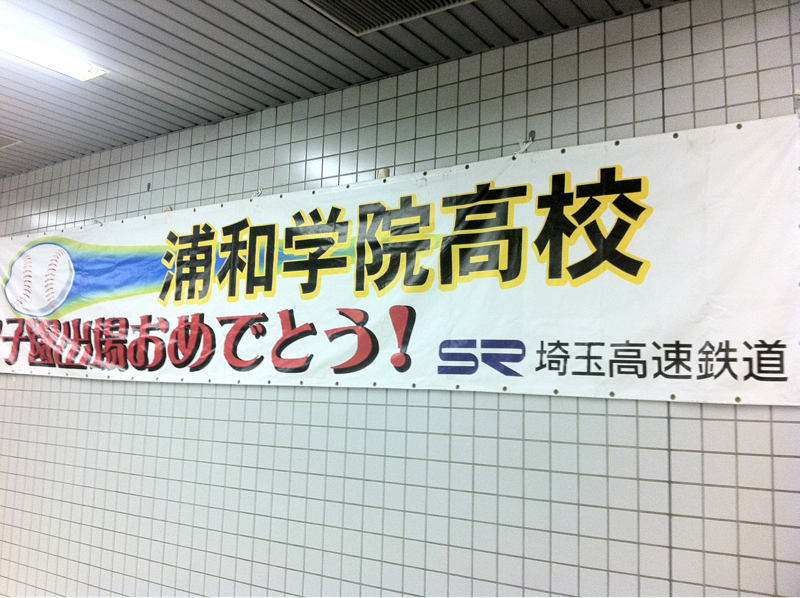 浦和学院高校
子園出場おめでとう!
SR 埼玉高速鉄道